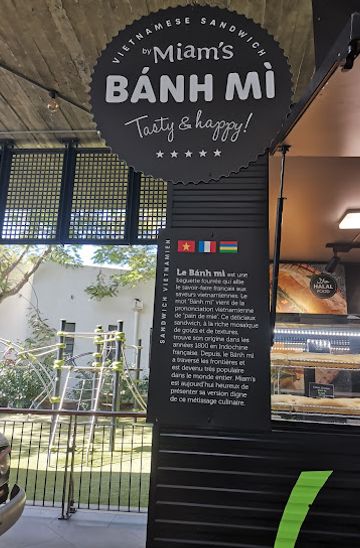 VIETNAMESE SANDWICH
by Miam's
BÁNH MÌ
Tasty & happy!
SANDWICH VIETNAMIEN
Le Bánh mì est une
baguette fourrée qui allie
le savoir-faire français aux
saveurs vietnamiennes. Le
mot "Bánh mì" vient de la
prononciation vietnamienne
de "pain de mie". Ce délicieux
sandwich, à la riche mosaïque
de goûts et de textures,
trouve son origine dans les
années 1800 en Indochine
française. Depuis, le Bánh mì
a traversé les frontières et
est devenu très populaire
dans le monde entier. Miam's
est aujourd'hui heureux de
présenter sa version digne
de ce métissage culinaire.
HALAL
FOOD